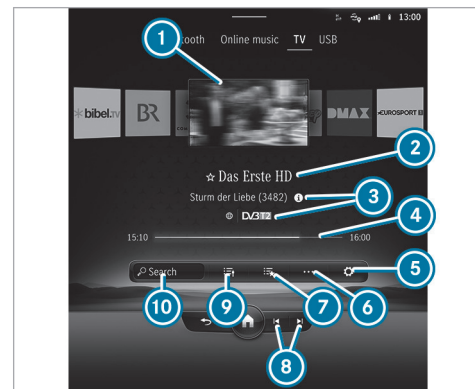 13:00
tooth Online music TV USB
bibel.TV BR DMAX EUROSPORT
☆ Das Erste HD
Sturm der Liebe (3482)
DVB T2
15:10 16:00
Search
1
2
3
4
5
6
7
8
9
10